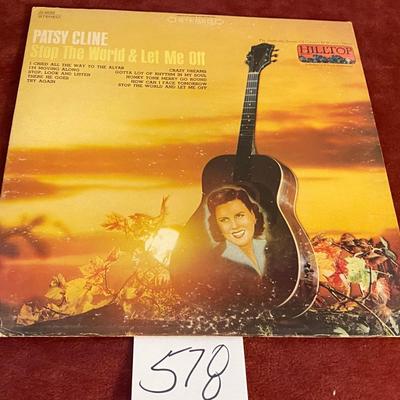 STEREO
STEREO
PATSY CLINE
Stop The World & Let Me Off
HILLTOP
I CRIED ALL THE WAY TO THE ALTAR
I'M MOVING ALONG
STOP, LOOK AND LISTEN
THERE HE GOES
TRY AGAIN
CRAZY DREAMS
GOTTA LOT OF RHYTHM IN MY SOUL
HONKY TONK MERRY GO ROUND
HOW CAN I FACE TOMORROW
STOP THE WORLD AND LET ME OFF
578